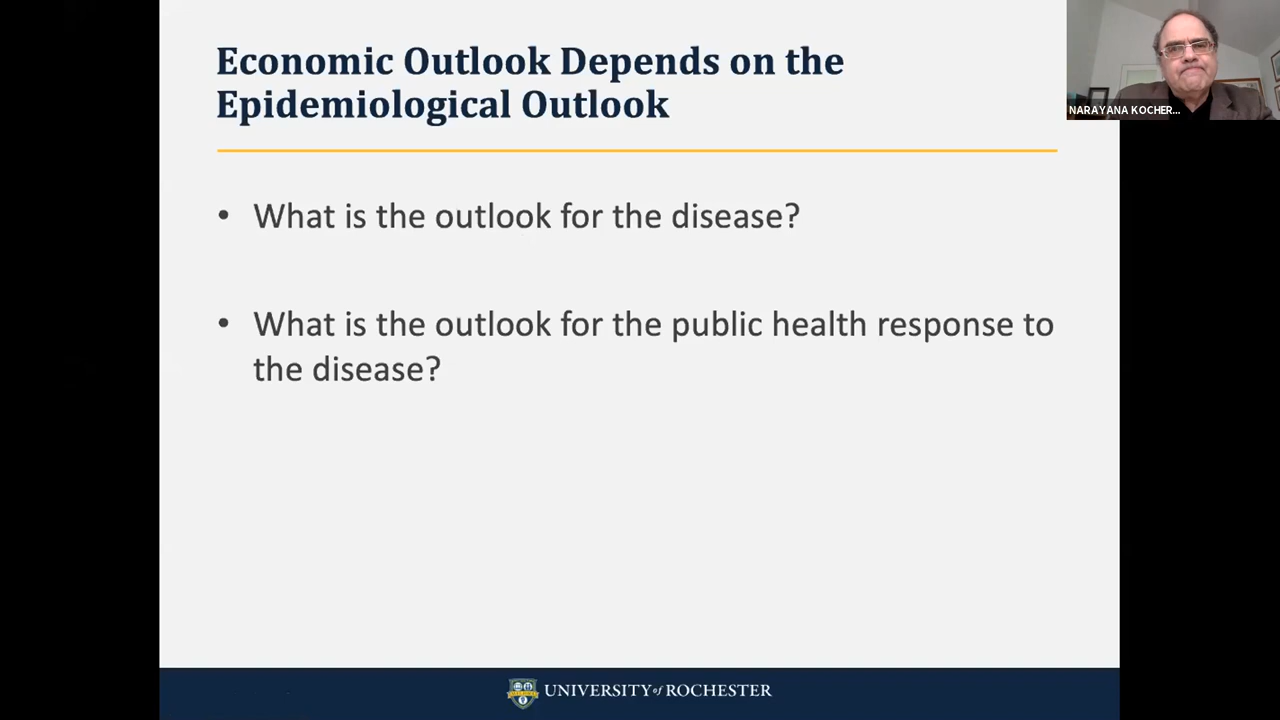 Economic Outlook Depends on the
Epidemiological Outlook
NARAYANA KOCHER...
• What is the outlook for the disease?
• What is the outlook for the public health response to
the disease?
UNIVERSITY of ROCHESTER